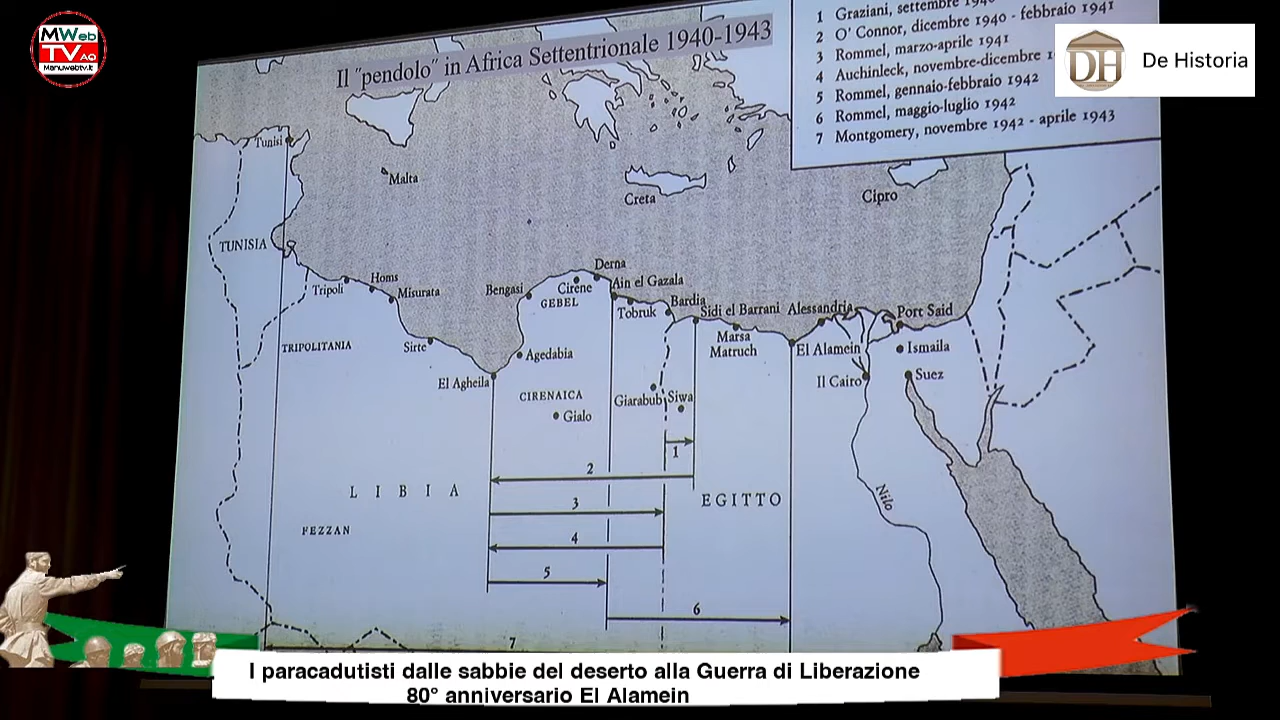 MWeb
TV AQ
Manuwebtv.it
Il "pendolo" in Africa Settentrionale 1940-1943
1 Graziani, settembre 1940
2 O' Connor, dicembre 1940 - febbraio 1941
3 Rommel, marzo-aprile 1941
4 Auchinleck, novembre-dicembre
5 Rommel, gennaio-febbraio 1942
6 Rommel, maggio-luglio 1942
7 Montgomery, novembre 1942 - aprile 1943
DH De Historia
Tunisi
Malta
Creta
Cipro
TUNISIA
Tripoli
Homs
Misurata
Bengasi
Cirene
Derna
GEBEL
Ain el Gazala
Tobruk
Bardia
Sidi el Barrani
Alessandria
Port Said
Marsa
Matruch
El Alamein
Ismaila
TRIPOLITANIA
Sirte
Agedabia
El Agheila
Il Cairo
Suez
CIRENAICA
Giarabub
Siwa
Gialo
1
2
LIBIA
EGITTO
Nilo
3
FEZZAN
4
5
6
7
I paracadutisti dalle sabbie del deserto alla Guerra di Liberazione
80° anniversario El Alamein